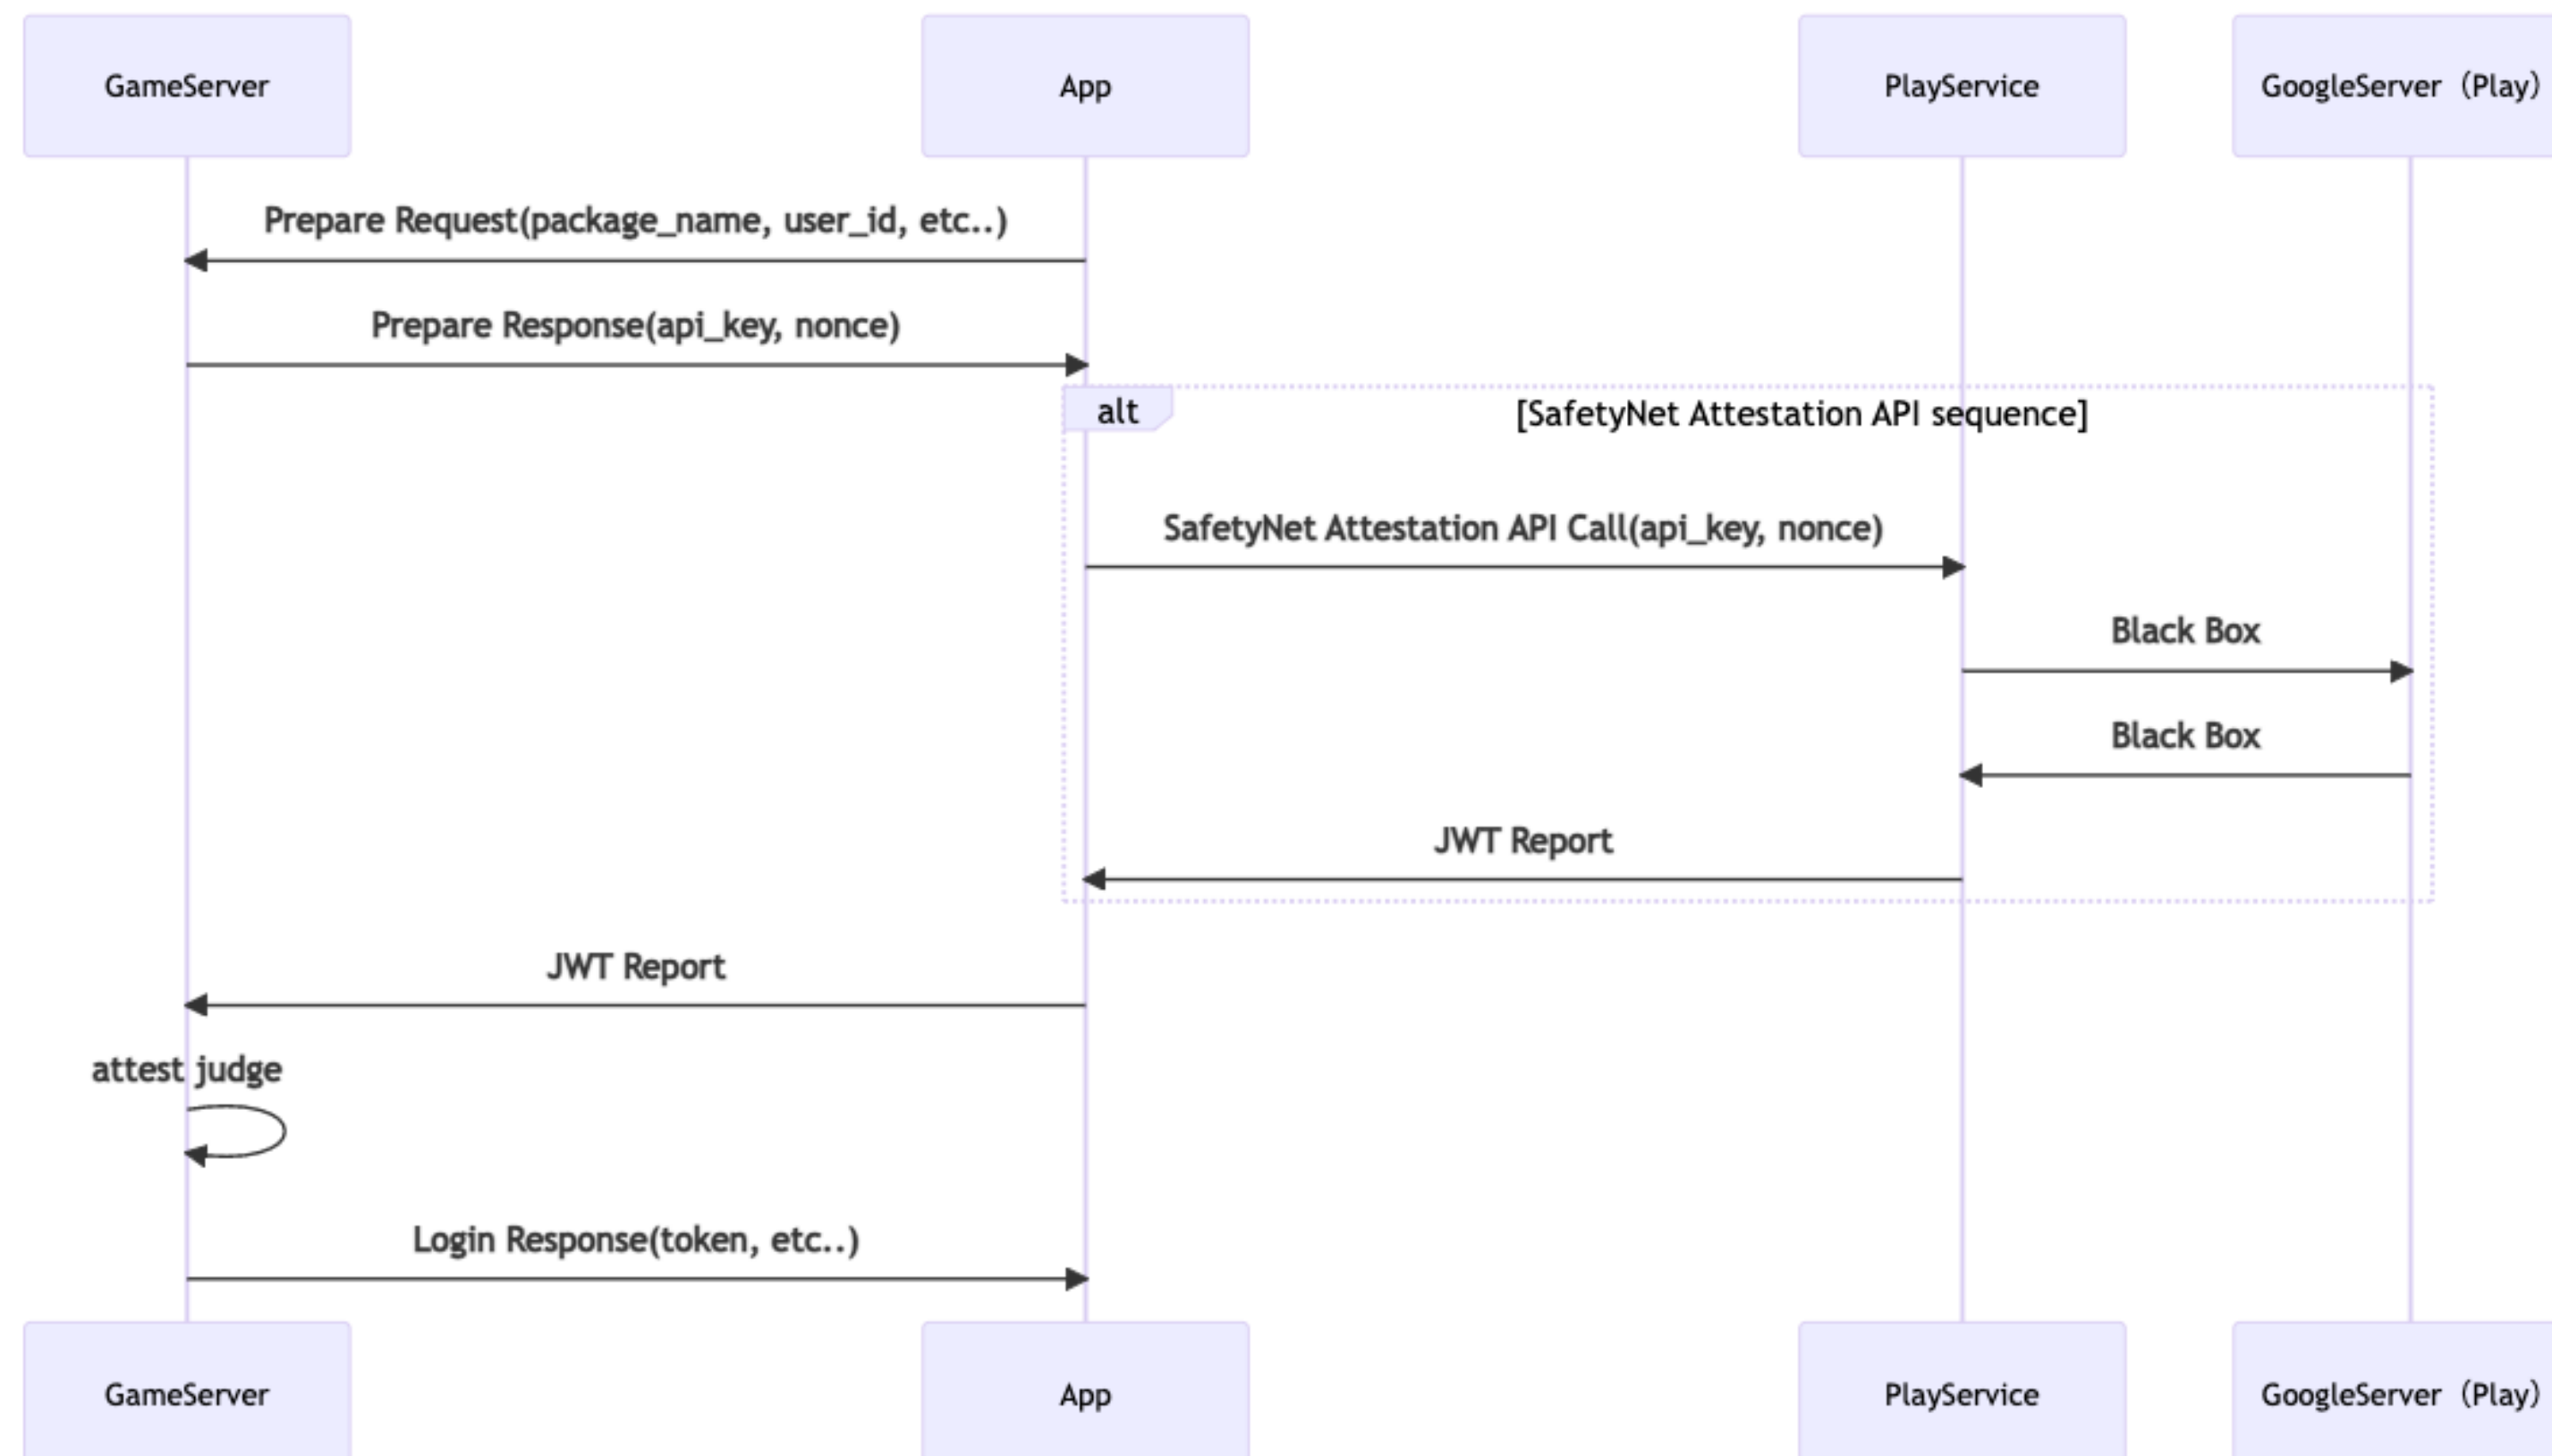 GameServer
App
PlayService
GoogleServer（Play）
Prepare Request(package_name, user_id, etc..)
Prepare Response(api_key, nonce)
alt
[SafetyNet Attestation API sequence]
SafetyNet Attestation API Call(api_key, nonce)
Black Box
Black Box
JWT Report
JWT Report
attest judge
Login Response(token, etc..)
GameServer
App
PlayService
GoogleServer（Play）